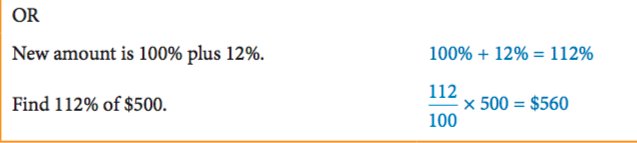 OR
New amount is 100% plus 12%. 100% + 12% = 112%
Find 112% of $500. 112/100 × 500 = $560